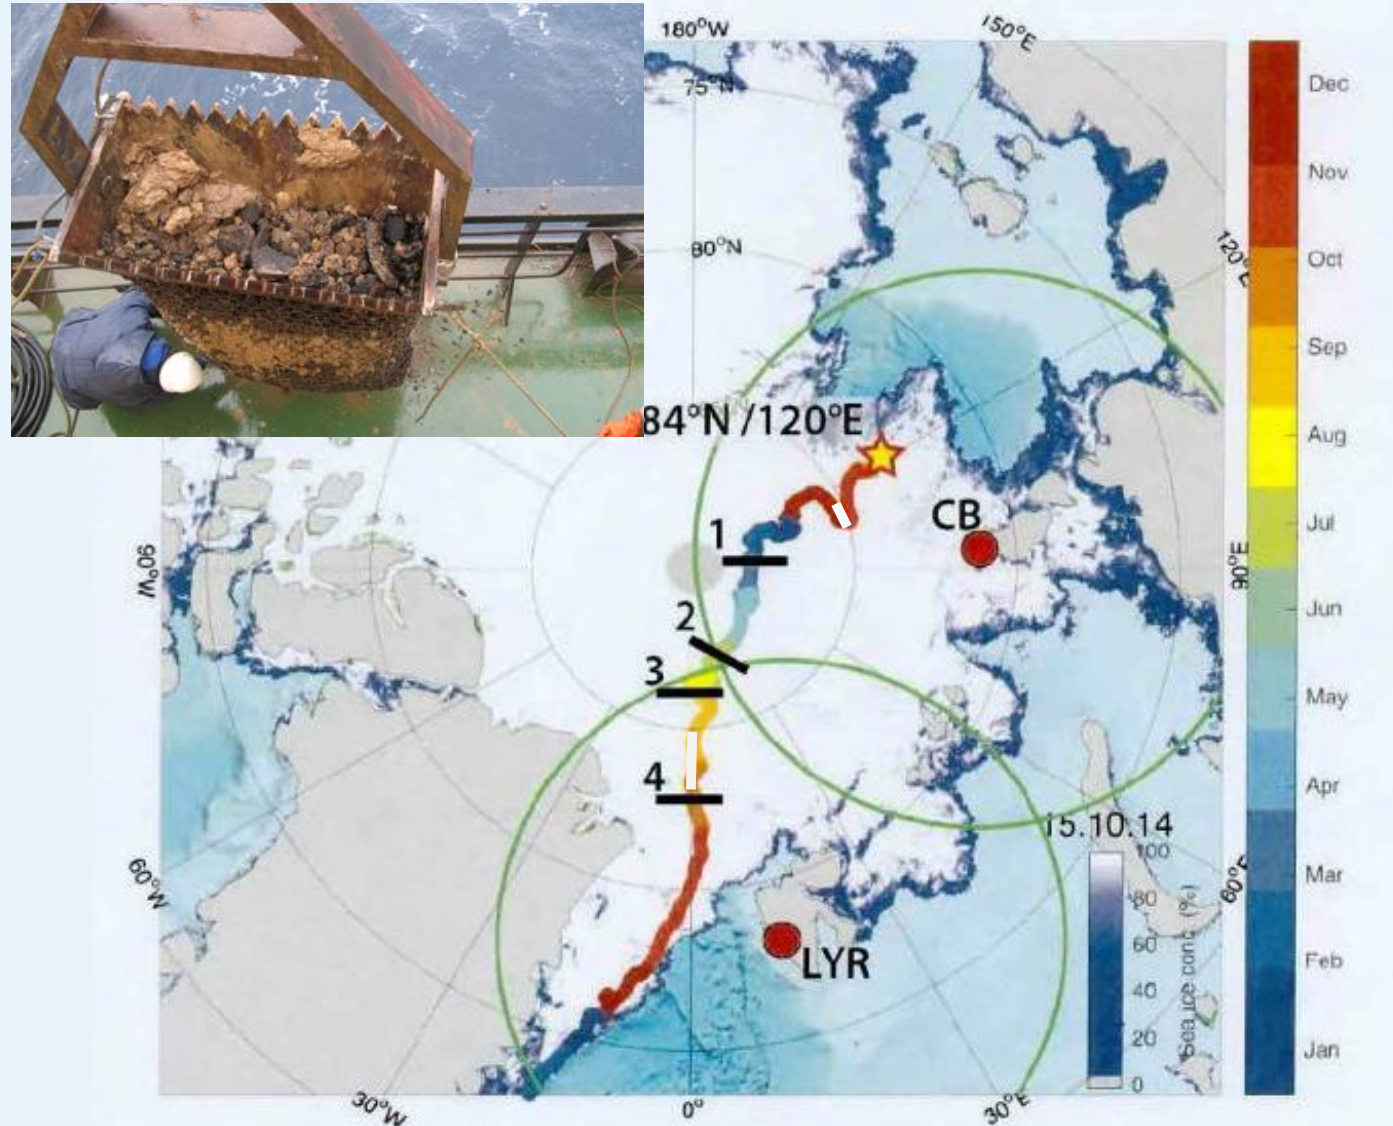 180°W
150°E
75°N
80°N
120°E
84°N /120°E
CB
1
2
3
4
90°W
90°E
60°W
60°E
15.10.14
LYR
30°W
0°
30°E
100
80
60
40
20
0
Sea ice conc (%)
Dec
Nov
Oct
Sep
Aug
Jul
Jun
May
Apr
Mar
Feb
Jan